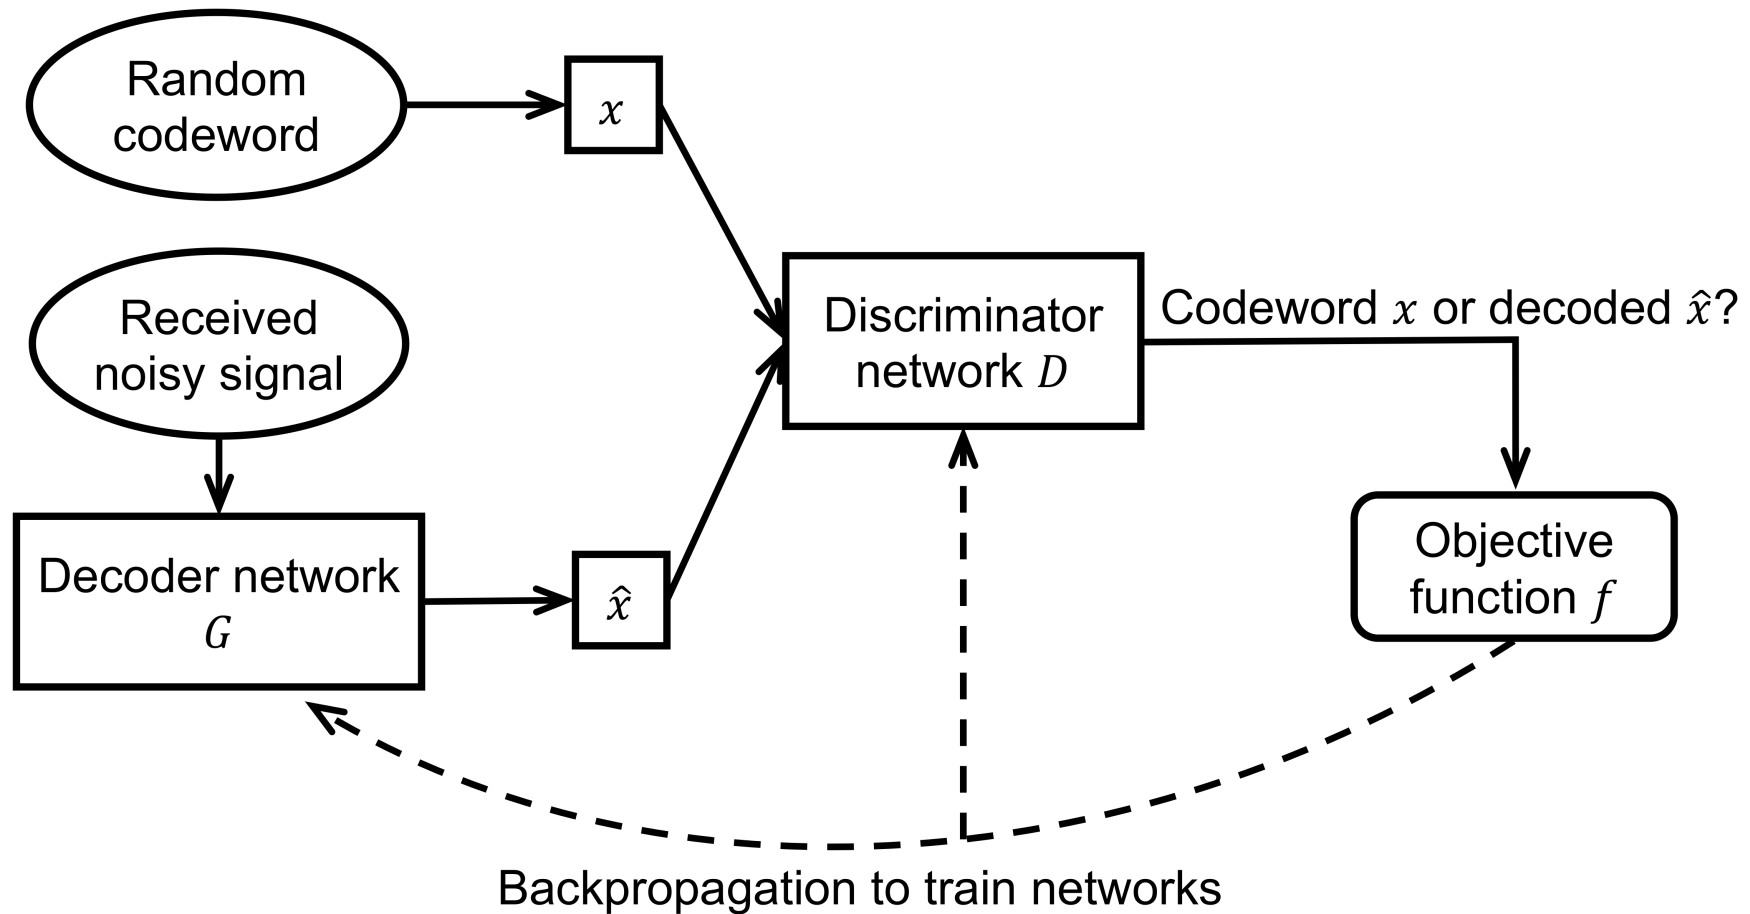 Random
codeword
x
Received
noisy signal
Discriminator
network D
Codeword x or decoded x̂?
Decoder network
G
x̂
Objective
function f
Backpropagation to train networks